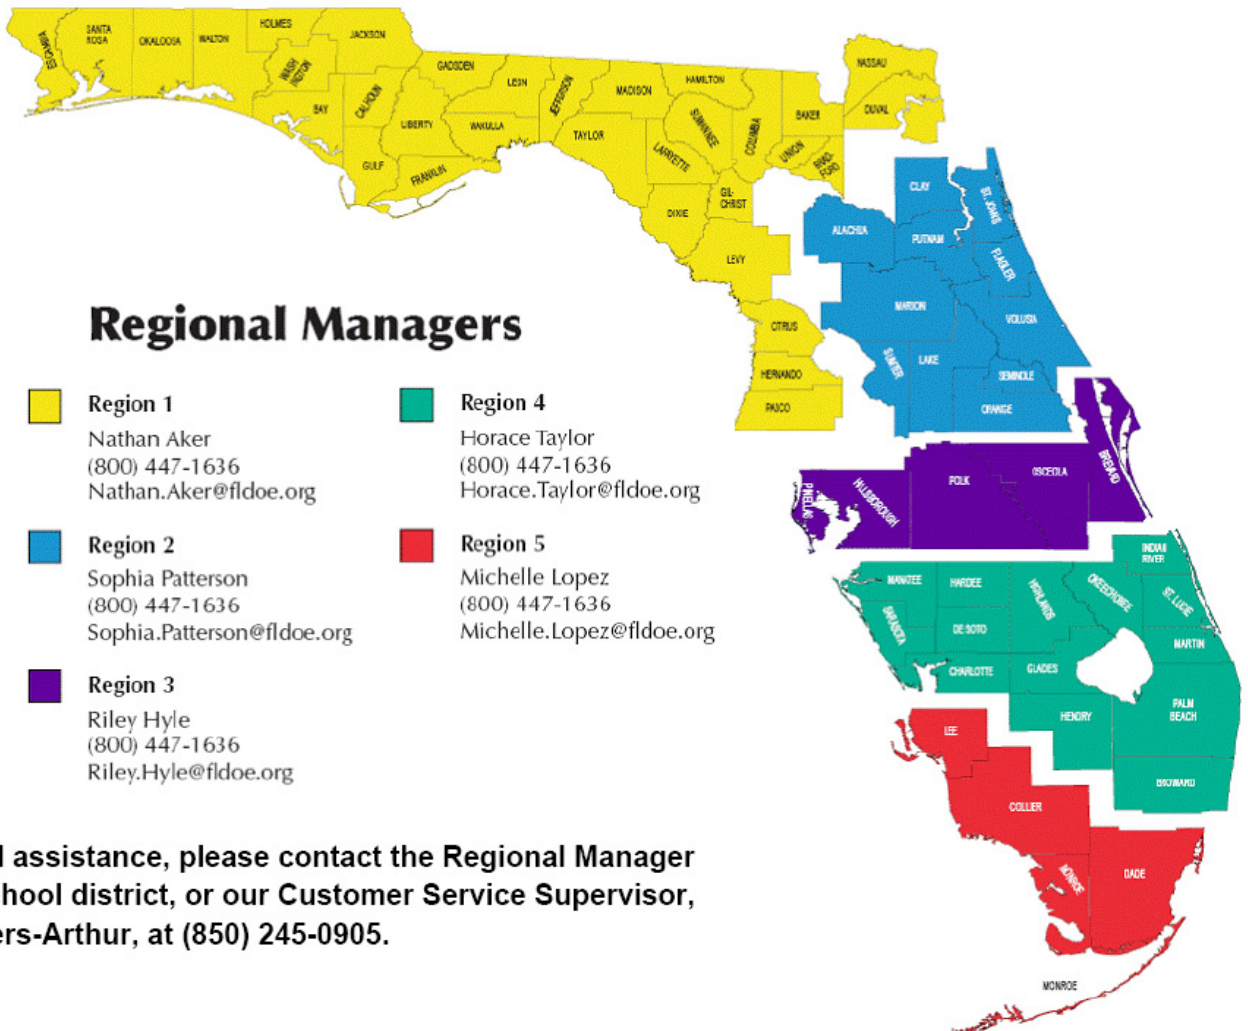 ESCAMBIA
SANTA
ROSA
OKALOOSA
WALTON
HOLMES
WASH
INGTON
JACKSON
BAY
CALHOUN
GULF
LIBERTY
GADSDEN
FRANKLIN
LEON
WAKULLA
JEFFERSON
MADISON
TAYLOR
HAMILTON
SUWANNEE
LAFAYETTE
COLUMBIA
BAKER
UNION
BRAD-
FORD
NASSAU
DUVAL
DIXIE
GIL-
CHRIST
LEVY
CITRUS
HERNANDO
PASCO
CLAY
ST. JOHNS
ALACHUA
PUTNAM
FLAGLER
MARION
VOLUSIA
SUMTER
LAKE
SEMINOLE
ORANGE
PINELLAS
HILLSBOROUGH
POLK
OSCEOLA
BREVARD
INDIAN
RIVER
MANATEE
HARDEE
HIGHLANDS
OKEECHOBEE
ST. LUCIE
SARASOTA
DE SOTO
MARTIN
CHARLOTTE
GLADES
HENDRY
PALM
BEACH
BROWARD
LEE
COLLIER
MONROE
DADE
MONROE
Regional Managers
Region 1
Nathan Aker
(800) 447-1636
Nathan.Aker@fldoe.org
Region 2
Sophia Patterson
(800) 447-1636
Sophia.Patterson@fldoe.org
Region 3
Riley Hyle
(800) 447-1636
Riley.Hyle@fldoe.org
Region 4
Horace Taylor
(800) 447-1636
Horace.Taylor@fldoe.org
Region 5
Michelle Lopez
(800) 447-1636
Michelle.Lopez@fldoe.org
assistance, please contact the Regional Manager
hool district, or our Customer Service Supervisor,
ers-Arthur, at (850) 245-0905.